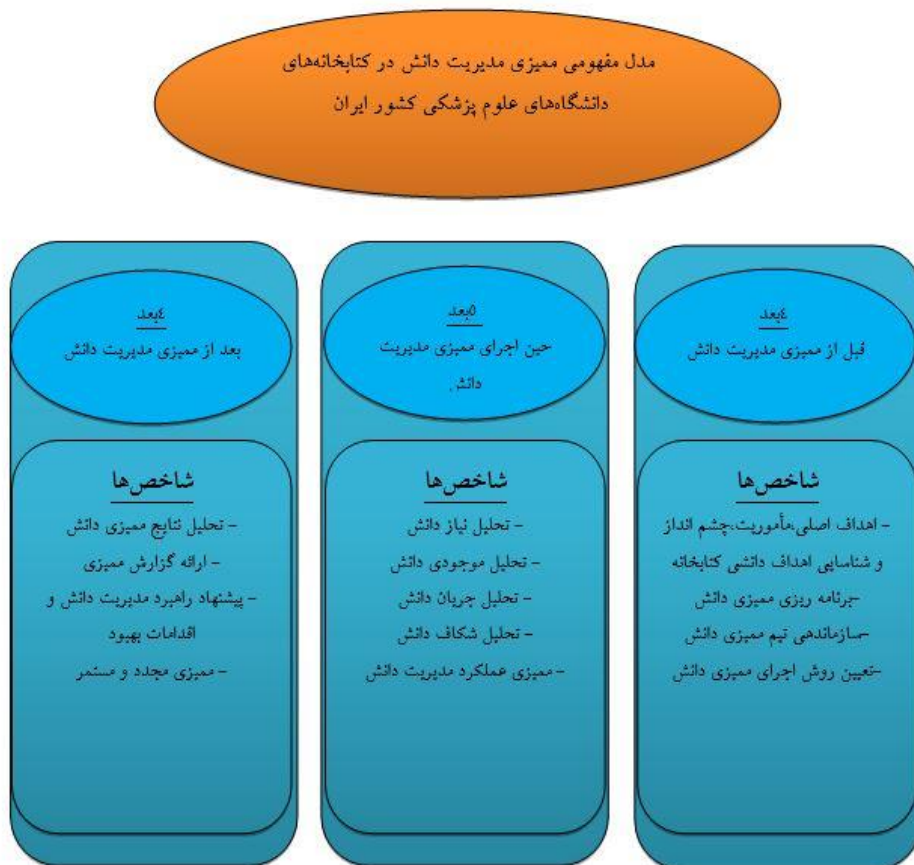 مدل مفهومی ممیزی مدیریت دانش در کتابخانه‌های
دانشگاه‌های علوم پزشکی کشور ایران
٤بعد
قبل از ممیزی مدیریت دانش
شاخص‌ها
- اهداف اصلی،مأموریت،چشم انداز
و شناسایی اهداف دانشی کتابخانه
-برنامه ریزی ممیزی دانش
-سازماندهی تیم ممیزی دانش
-تعیین روش اجرای ممیزی دانش
٥بعد
حین اجرای ممیزی مدیریت
دانش.
شاخص‌ها
- تحلیل نیاز دانش
- تحلیل موجودی دانش
- تحلیل جریان دانش
- تحلیل شکاف دانش
- ممیزی عملکرد مدیریت دانش
٤بعد
بعد از ممیزی مدیریت دانش
شاخص‌ها
- تحلیل نتایج ممیزی دانش
- ارائه گزارش ممیزی
- پیشنهاد راهبرد مدیریت دانش و
اقدامات بهبود
- ممیزی مجدد و مستمر